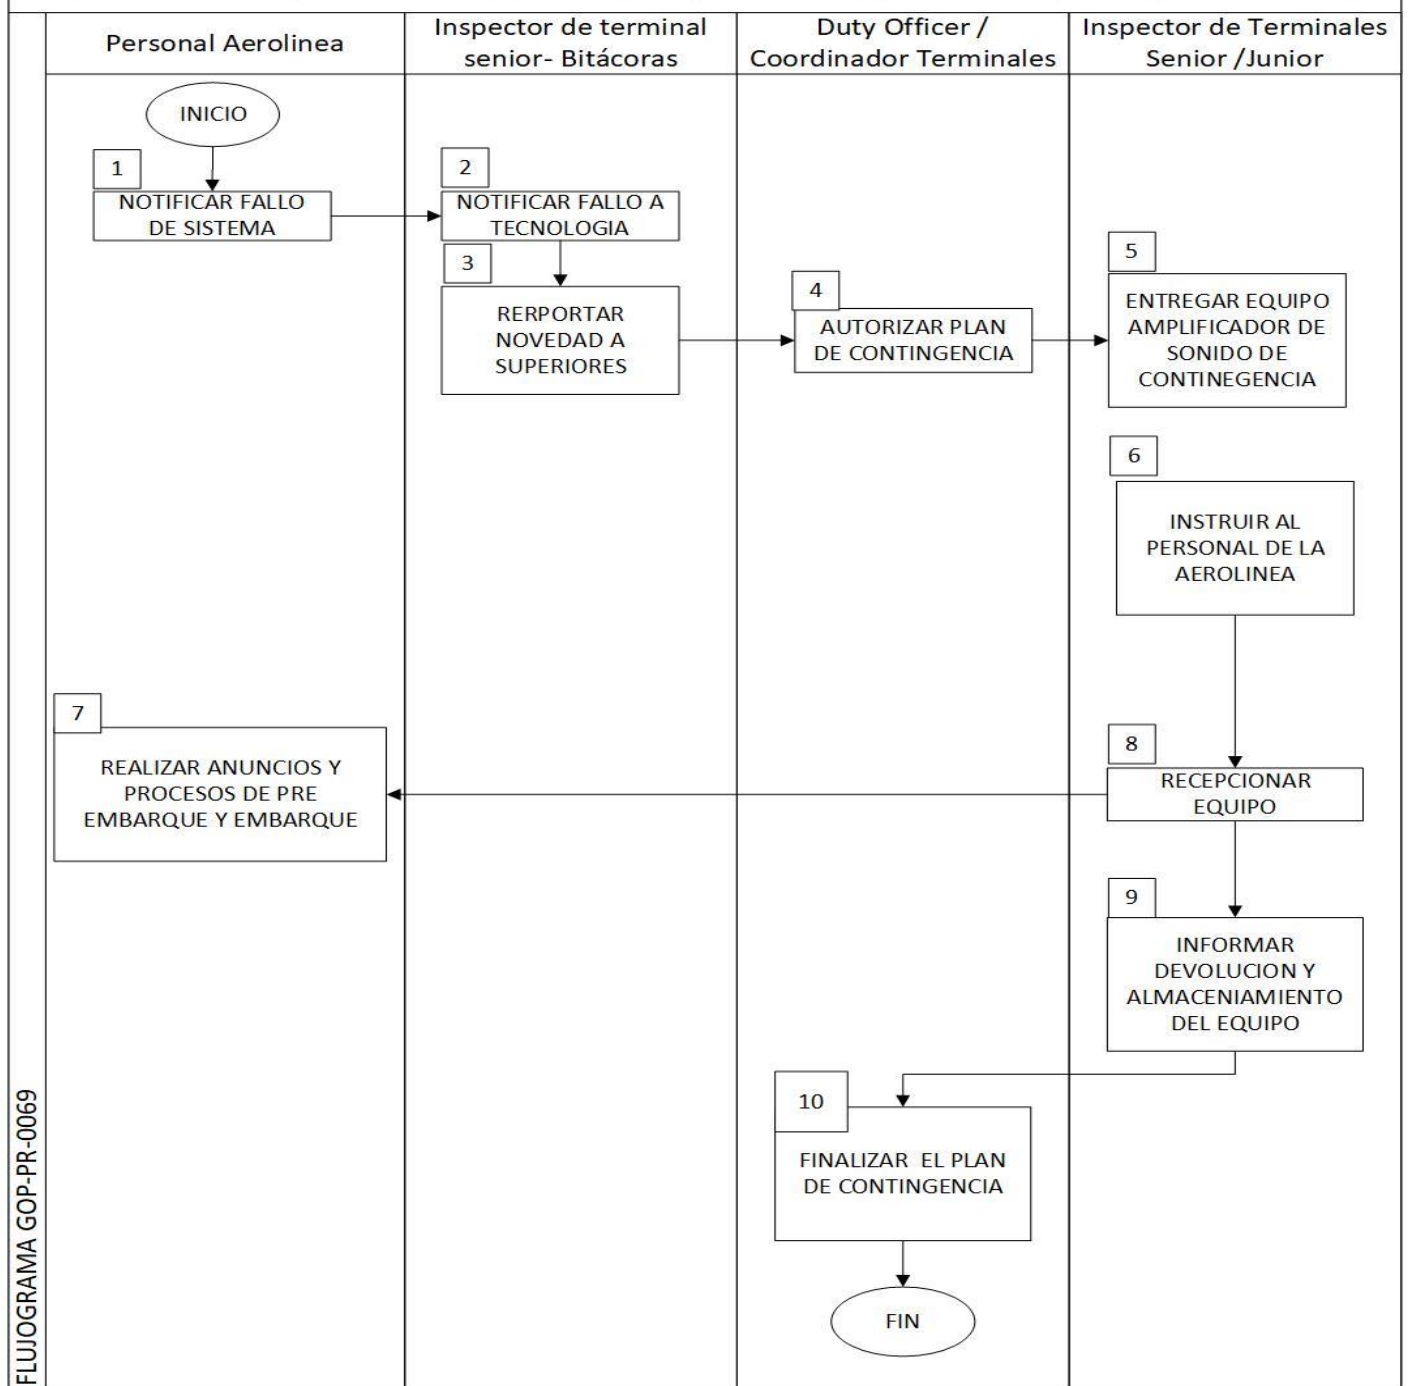 Personal Aerolinea
Inspector de terminal
senior- Bitácoras
Duty Officer /
Coordinador Terminales
Inspector de Terminales
Senior /Junior
INICIO
1
NOTIFICAR FALLO
DE SISTEMA
2
NOTIFICAR FALLO A
TECNOLOGIA
3
RERPORTAR
NOVEDAD A
SUPERIORES
4
AUTORIZAR PLAN
DE CONTINGENCIA
5
ENTREGAR EQUIPO
AMPLIFICADOR DE
SONIDO DE
CONTINEGENCIA
6
INSTRUIR AL
PERSONAL DE LA
AEROLINEA
7
REALIZAR ANUNCIOS Y
PROCESOS DE PRE
EMBARQUE Y EMBARQUE
8
RECEPCIONAR
EQUIPO
9
INFORMAR
DEVOLUCION Y
ALMACENIAMIENTO
DEL EQUIPO
10
FINALIZAR EL PLAN
DE CONTINGENCIA
FIN
FLUJOGRAMA GOP-PR-0069